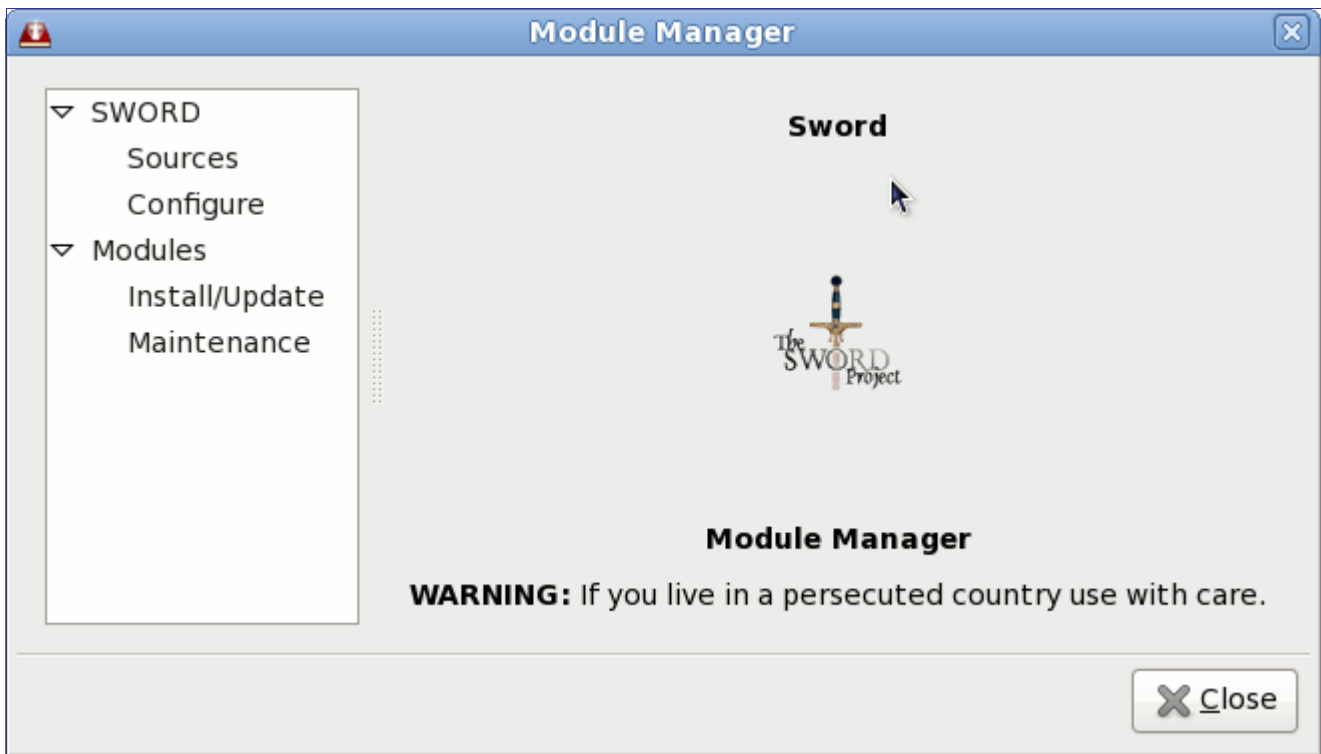 Module Manager
SWORD
Sources
Configure
Modules
Install/Update
Maintenance
Sword
The
SWORD
Project
Module Manager
WARNING: If you live in a persecuted country use with care.
Close